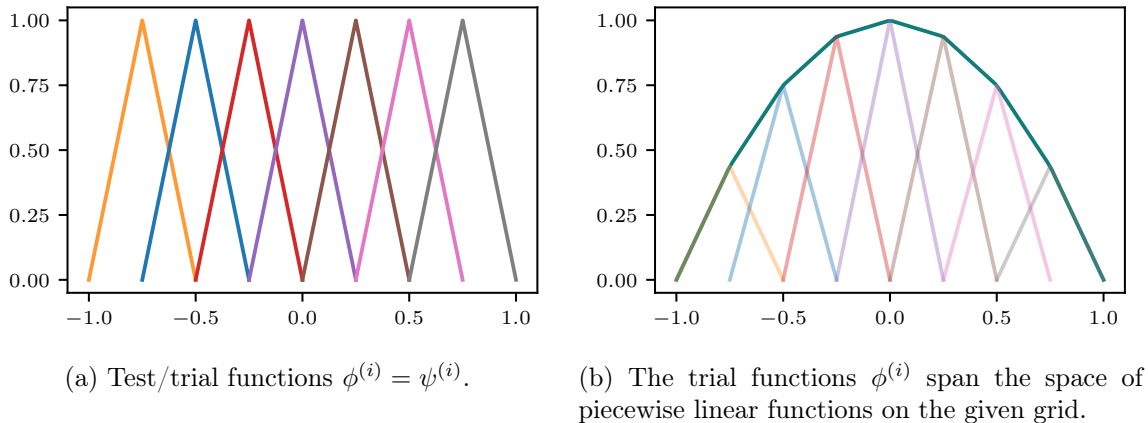 1.00
0.75
0.50
0.25
0.00
−1.0 −0.5 0.0 0.5 1.0
(a) Test/trial functions ϕ⁽ⁱ⁾ = ψ⁽ⁱ⁾.
1.00
0.75
0.50
0.25
0.00
−1.0 −0.5 0.0 0.5 1.0
(b) The trial functions ϕ⁽ⁱ⁾ span the space of
piecewise linear functions on the given grid.